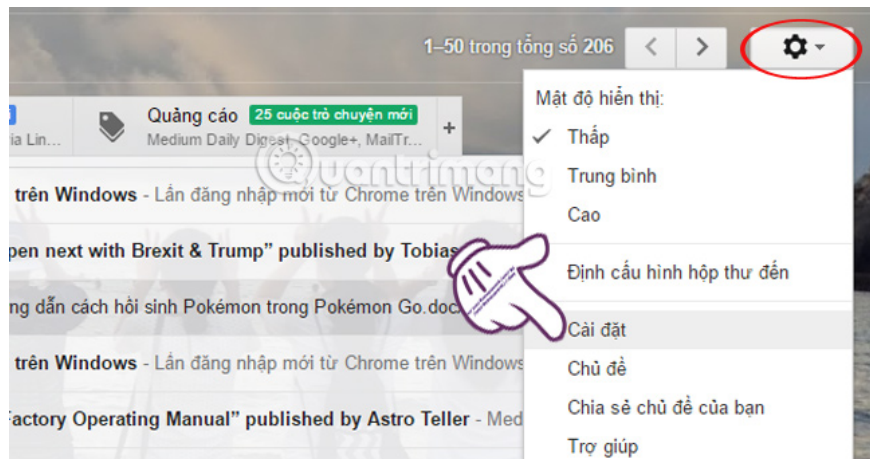 1–50 trong tổng số 206
Mật độ hiển thị:
Thấp
Trung bình
Cao
Định cấu hình hộp thư đến
Cài đặt
Chủ đề
Chia sẻ chủ đề của bạn
Trợ giúp
Quảng cáo 25 cuộc trò chuyện mới
ia Lin... Medium Daily Digest, Google+, MailTr... +
Quantrimang
trên Windows - Lần đăng nhập mới từ Chrome trên Windows
pen next with Brexit & Trump” published by Tobias
ng dẫn cách hồi sinh Pokémon trong Pokémon Go.doc
trên Windows - Lần đăng nhập mới từ Chrome trên Windows
Factory Operating Manual” published by Astro Teller - Med